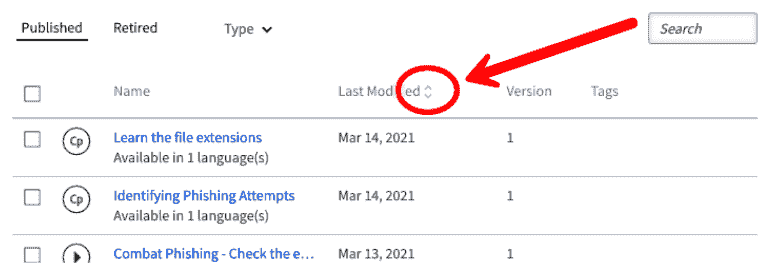 Published Retired Type Search
Name Last Modified Version Tags
Cp Learn the file extensions Mar 14, 2021 1
Available in 1 language(s)
Cp Identifying Phishing Attempts Mar 14, 2021 1
Available in 1 language(s)
Combat Phishing - Check the e... Mar 13, 2021 1